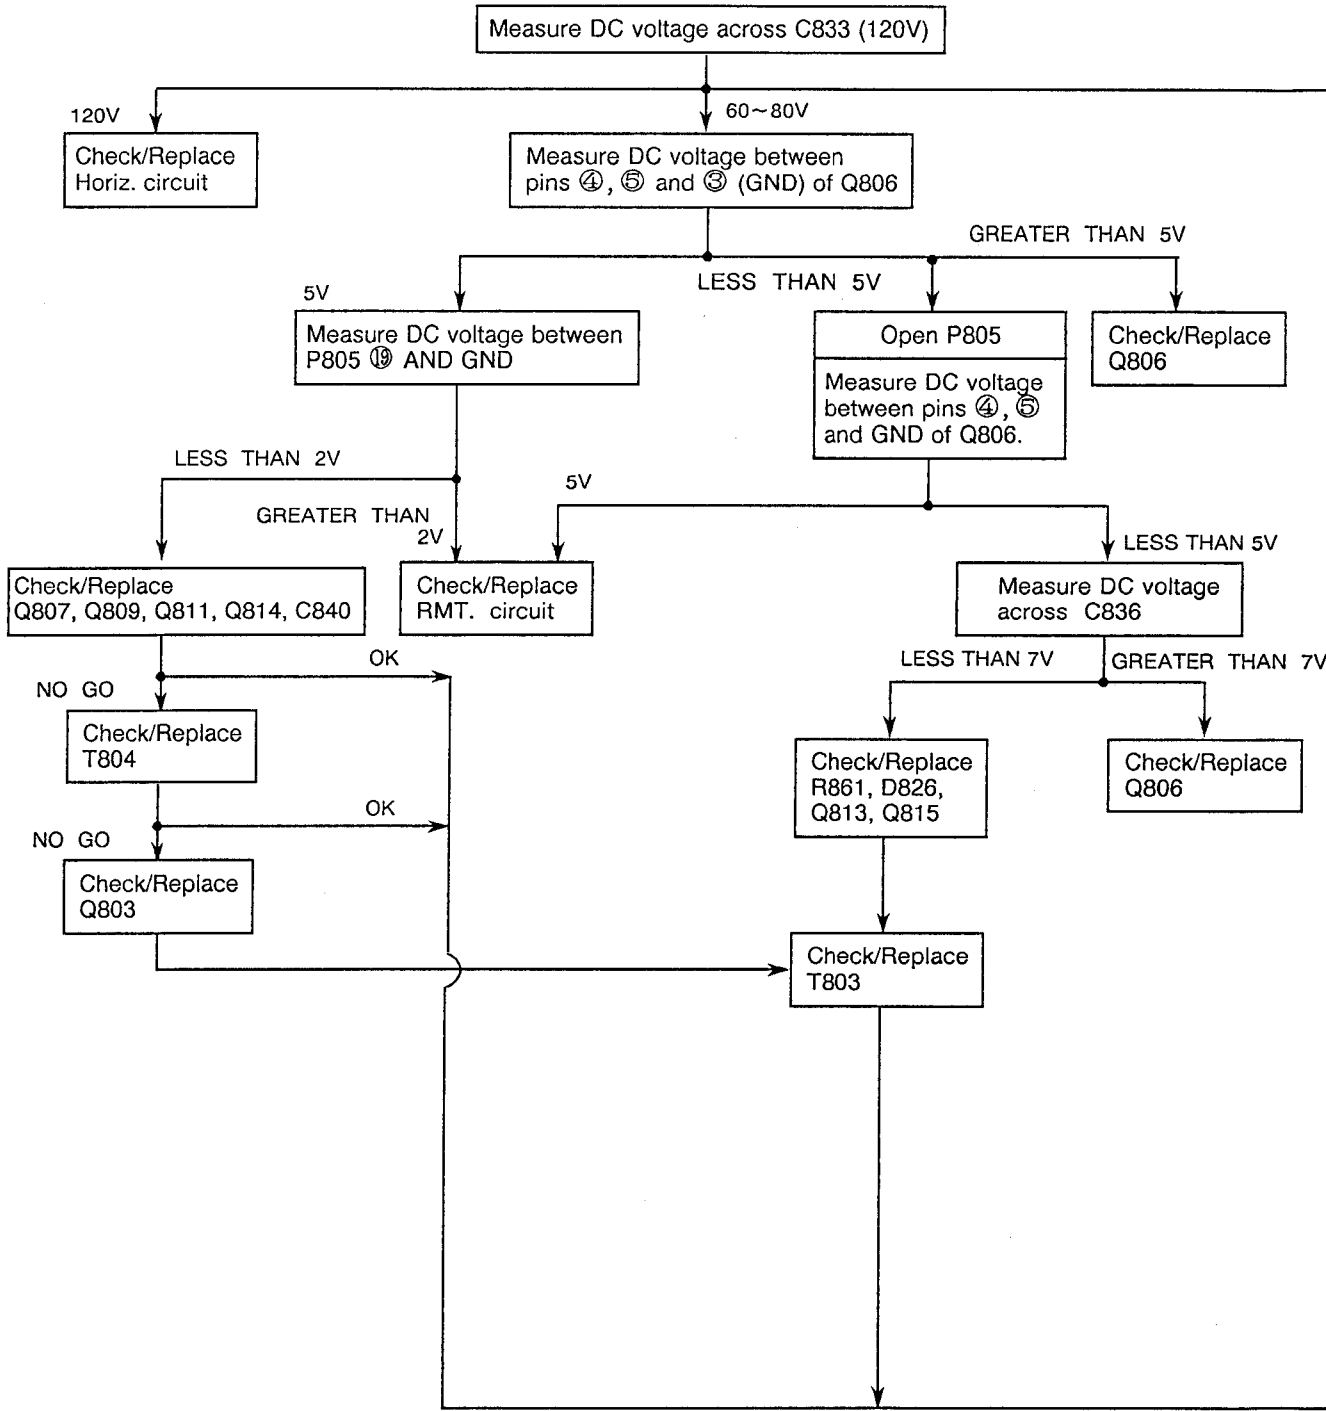 Measure DC voltage across C833 (120V)
120V
60~80V
Check/Replace
Horiz. circuit
Measure DC voltage between
pins ④, ⑤ and ③ (GND) of Q806
GREATER THAN 5V
LESS THAN 5V
5V
Measure DC voltage between
P805 ⑲ AND GND
Open P805
Measure DC voltage
between pins ④, ⑤
and GND of Q806.
Check/Replace
Q806
LESS THAN 2V
GREATER THAN
2V
5V
LESS THAN 5V
Check/Replace
Q807, Q809, Q811, Q814, C840
Check/Replace
RMT. circuit
Measure DC voltage
across C836
OK
LESS THAN 7V
GREATER THAN 7V
NO GO
Check/Replace
T804
Check/Replace
R861, D826,
Q813, Q815
Check/Replace
Q806
OK
NO GO
Check/Replace
Q803
Check/Replace
T803